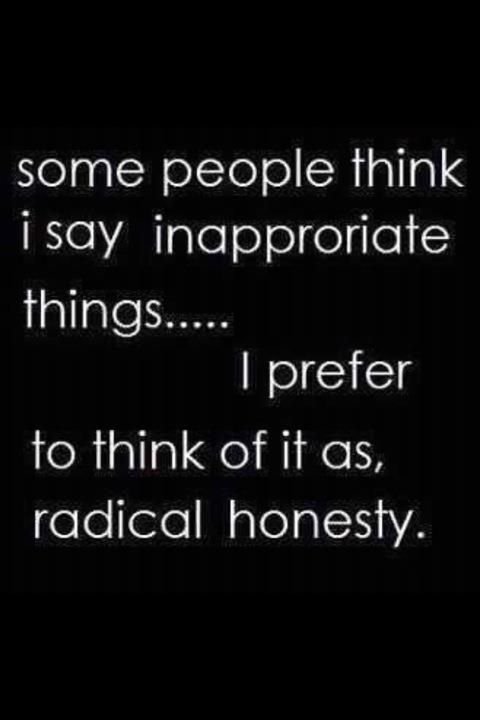 some people think
i say inapproriate
things.....
I prefer
to think of it as,
radical honesty.